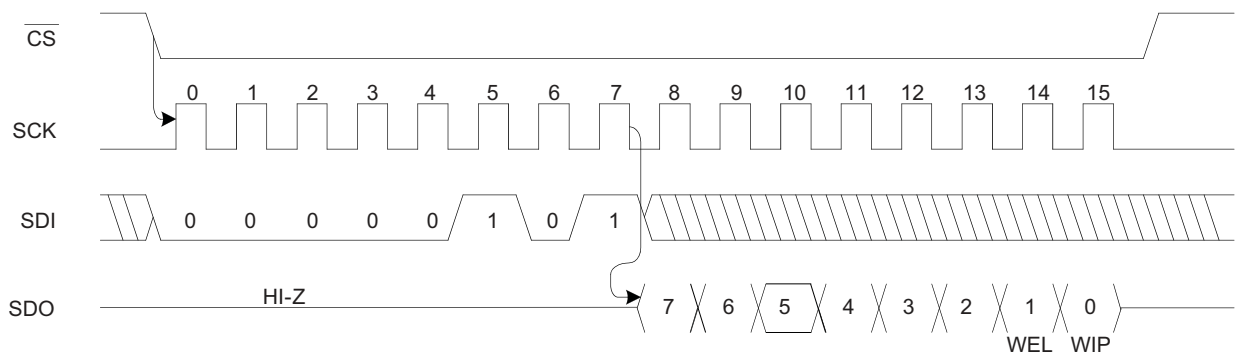 CS
0 1 2 3 4 5 6 7 8 9 10 11 12 13 14 15
SCK
SDI 0 0 0 0 0 1 0 1
HI-Z
SDO 7 6 5 4 3 2 1 0
WEL WIP